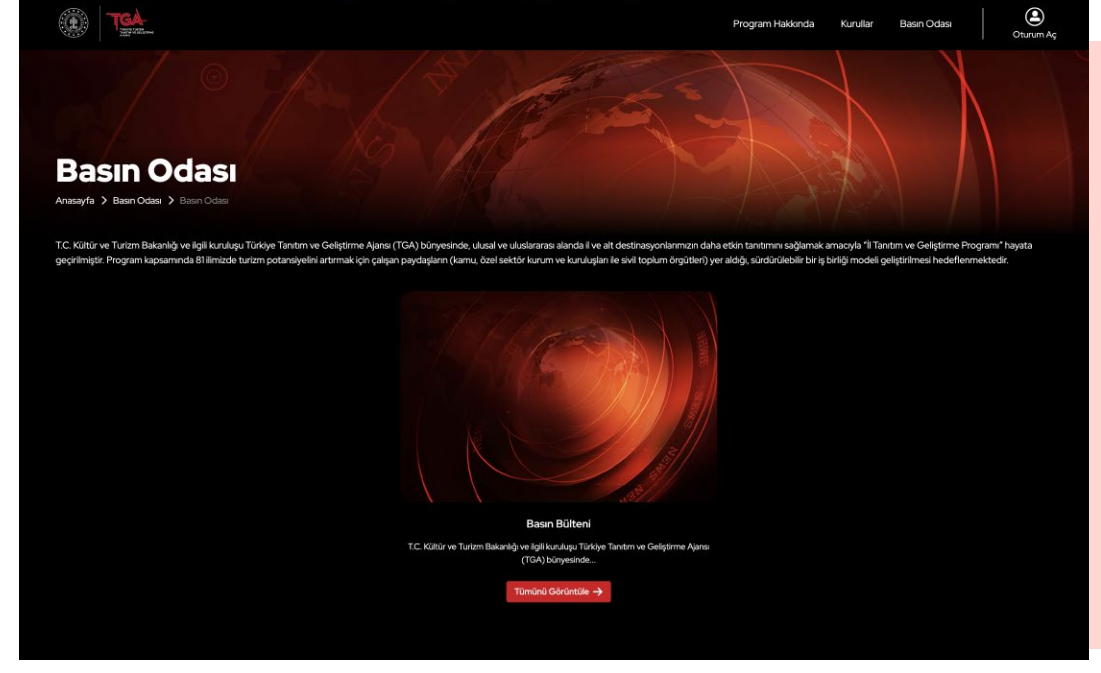 TGA
Program Hakkında
Kurullar
Basın Odası
Oturum Aç
Basın Odası
Anasayfa > Basın Odası > Basın Odası
T.C. Kültür ve Turizm Bakanlığı ve ilgili kuruluşu Türkiye Tanıtım ve Geliştirme Ajansı (TGA) bünyesinde, ulusal ve uluslararası alanda il ve alt destinasyonlarımızın daha etkin tanıtımını sağlamak amacıyla "İl Tanıtım ve Geliştirme Programı" hayata
geçirilmiştir. Program kapsamında 81 ilimizde turizm potansiyelini artırmak için çalışan paydaşların (kamu, özel sektör kurum ve kuruluşları ile sivil toplum örgütleri) yer aldığı, sürdürülebilir bir iş birliği modeli geliştirilmesi hedeflenmektedir.
NEWS
NEWS
NEWS
Basın Bülteni
T.C. Kültür ve Turizm Bakanlığı ve ilgili kuruluşu Türkiye Tanıtım ve Geliştirme Ajansı
(TGA) bünyesinde...
Tümünü Görüntüle →